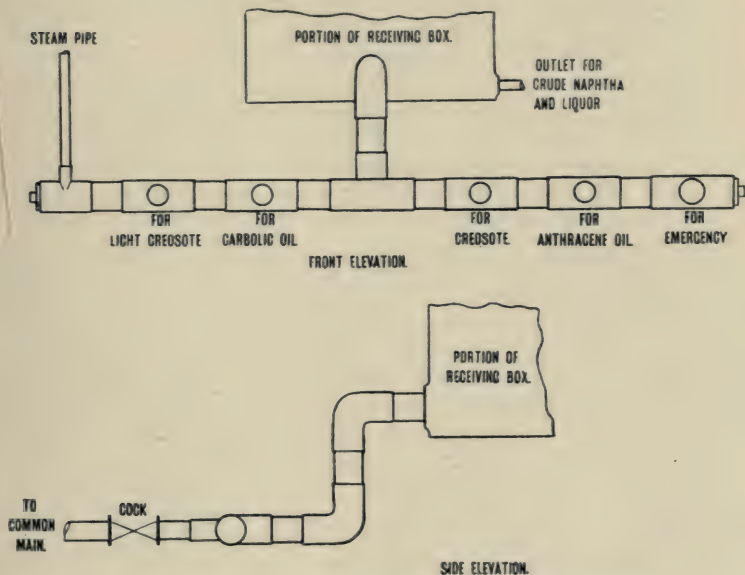 STEAM PIPE
PORTION OF RECEIVING BOX.
OUTLET FOR
CRUDE NAPHTHA
AND LIQUOR
FOR
LIGHT CREOSOTE
FOR
CARBOLIC OIL
FOR
CREOSOTE.
FOR
ANTHRACENE OIL
FOR
EMERGENCY
FRONT ELEVATION.
PORTION OF
RECEIVING BOX.
TO
COMMON
MAIN.
COCK
SIDE ELEVATION.